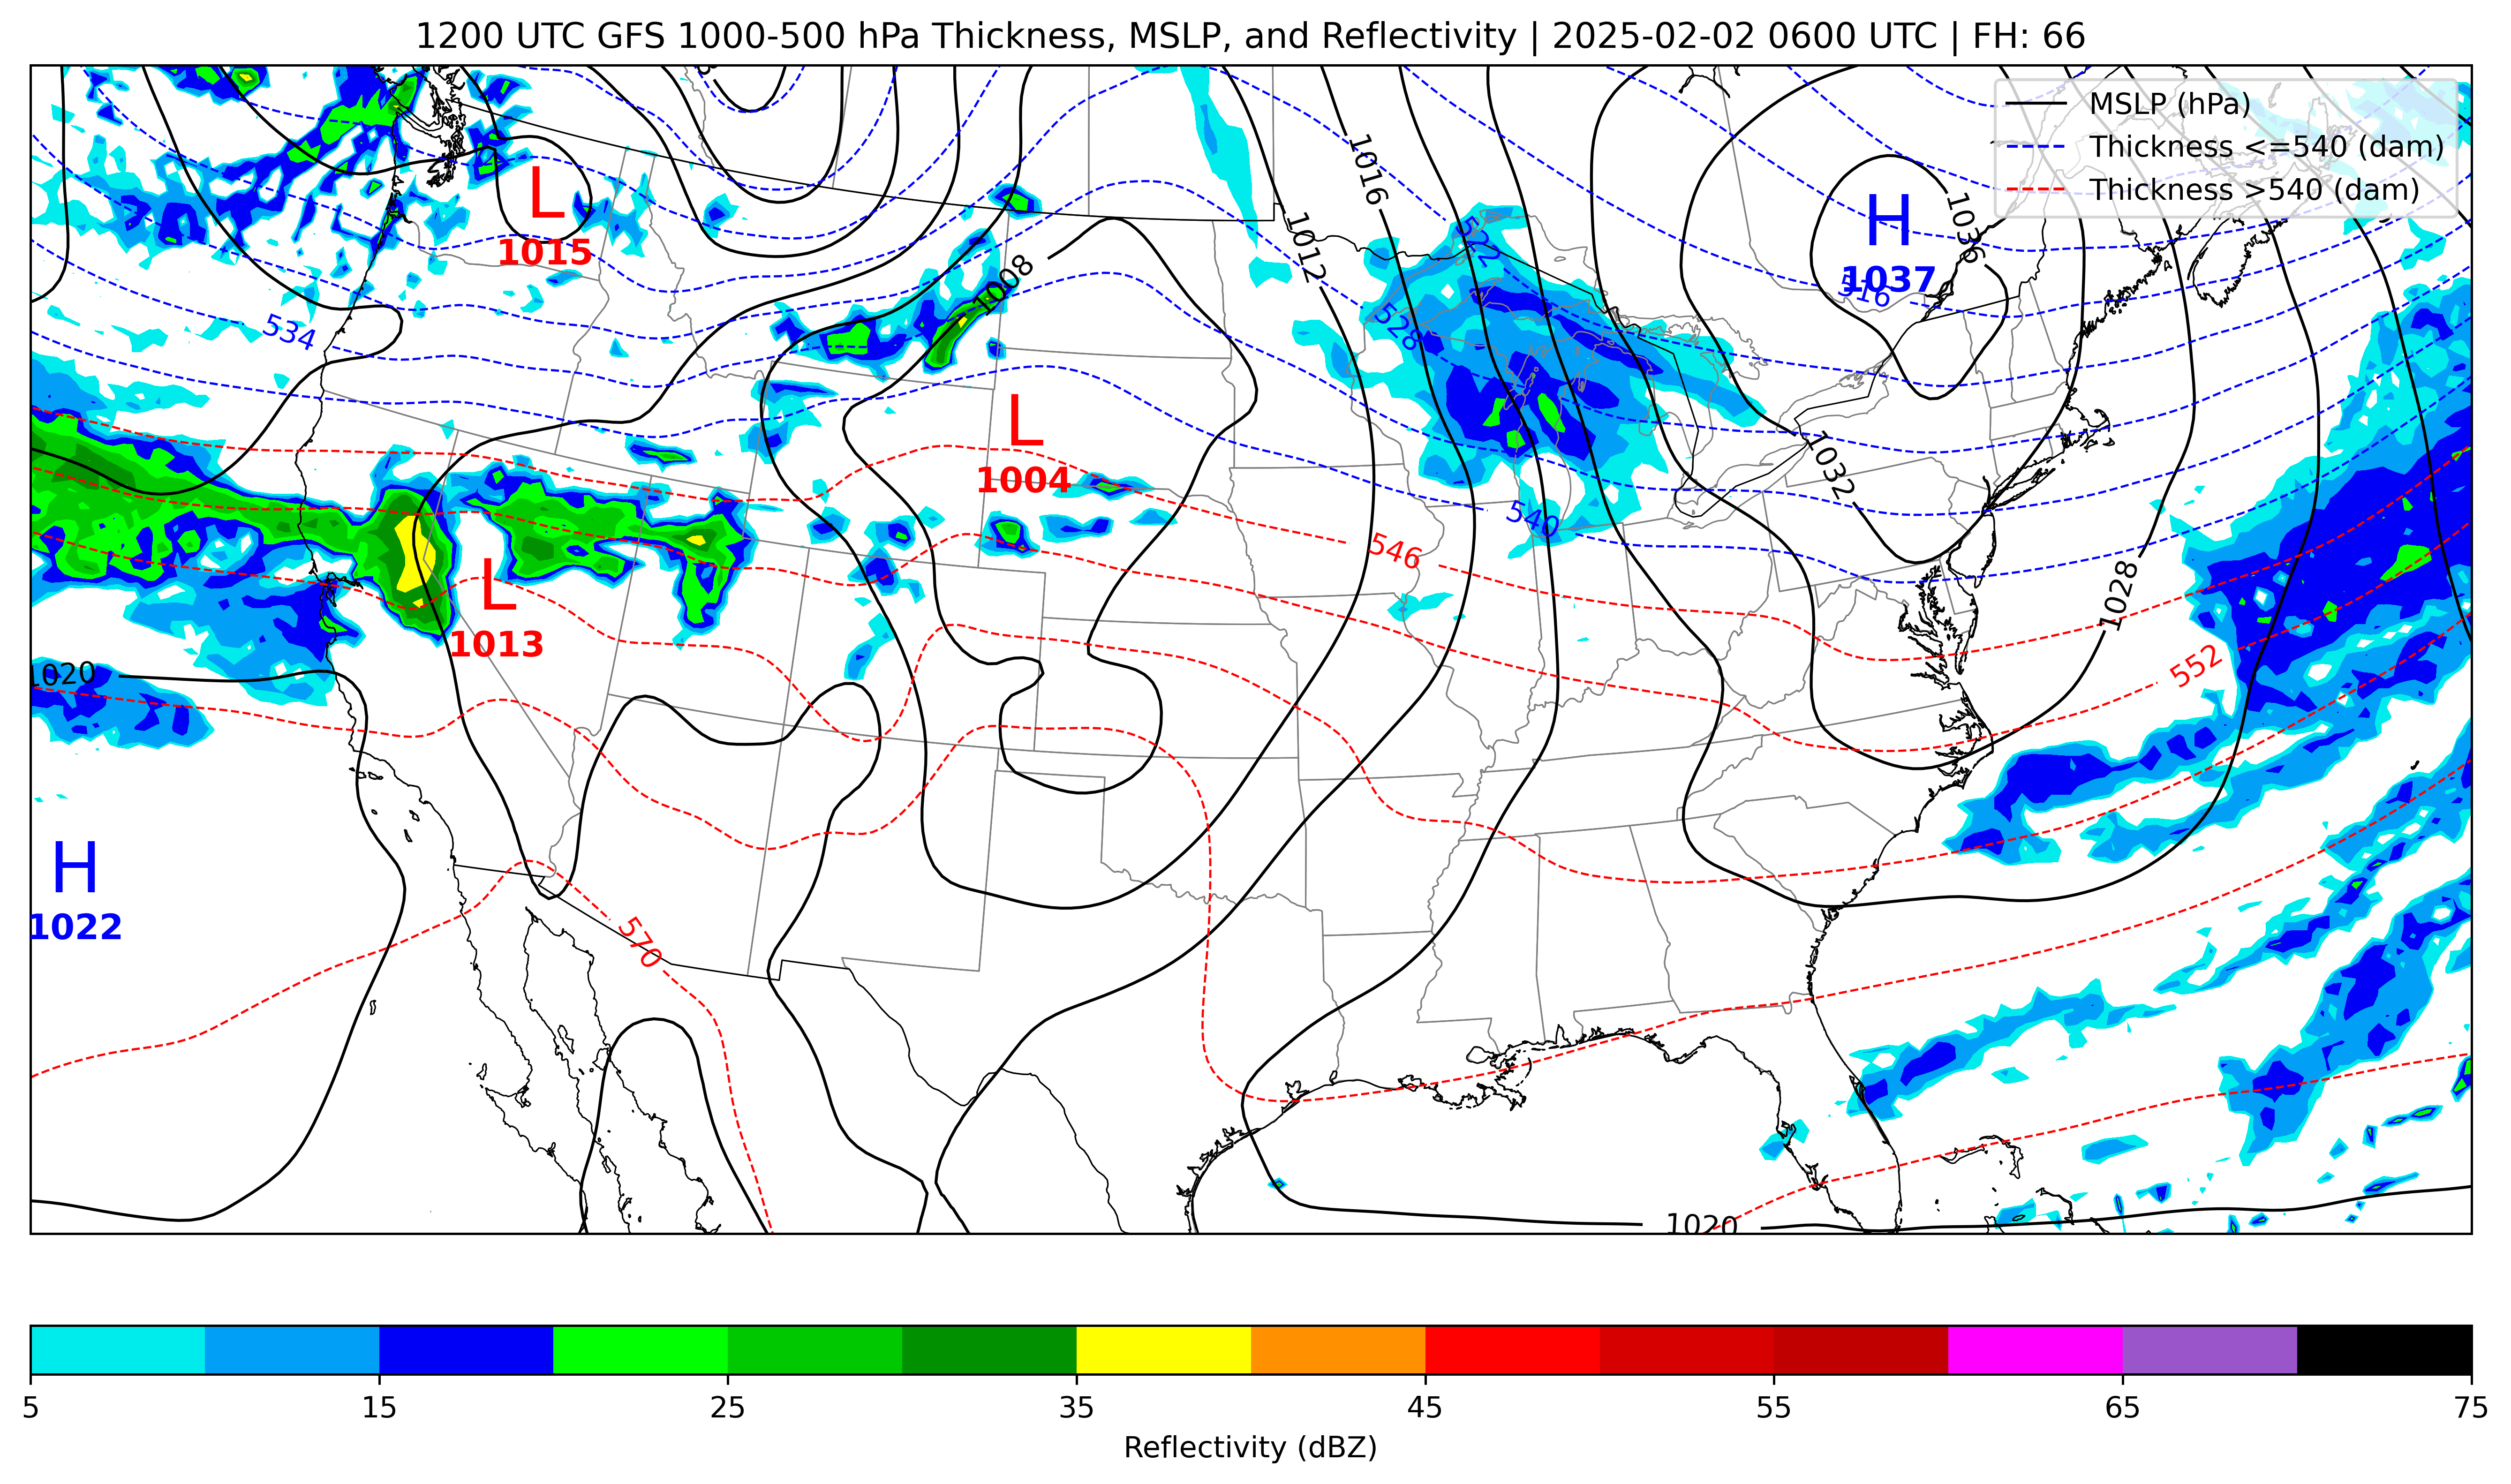 1200 UTC GFS 1000-500 hPa Thickness, MSLP, and Reflectivity | 2025-02-02 0600 UTC | FH: 66
MSLP (hPa)
Thickness <=540 (dam)
Thickness >540 (dam)
1016
L
1015
H
1037
1036
1012
522
516
1008
534
528
L
1004
1032
540
546
L
1013
1028
552
1020
H
1022
570
1020
5 15 25 35 45 55 65 75
Reflectivity (dBZ)